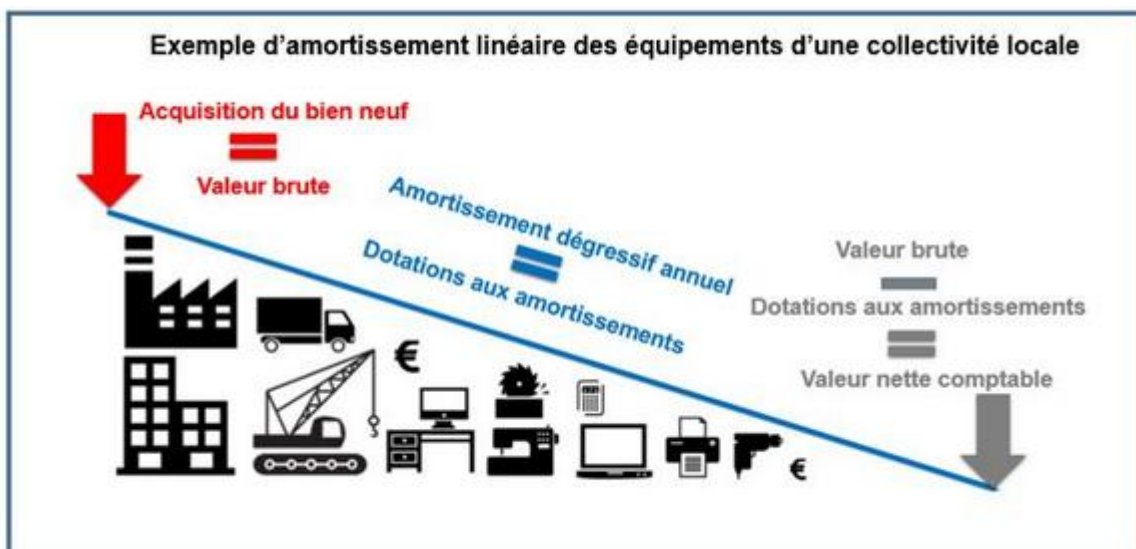 Exemple d'amortissement linéaire des équipements d'une collectivité locale
Acquisition du bien neuf
=
Valeur brute
Amortissement dégressif annuel
=
Dotations aux amortissements
Valeur brute
-
Dotations aux amortissements
=
Valeur nette comptable
€
€